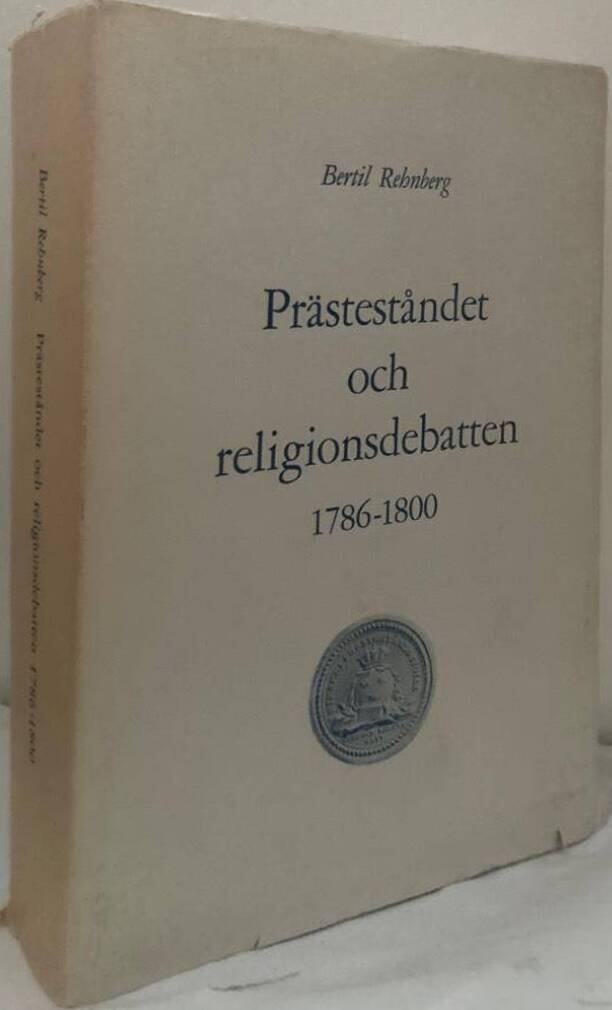 Bertil Rehnberg
Prästeståndet
och
religionsdebatten
1786-1800
Bertil Rehnberg Prästeståndet och religionsdebatten 1786-1800